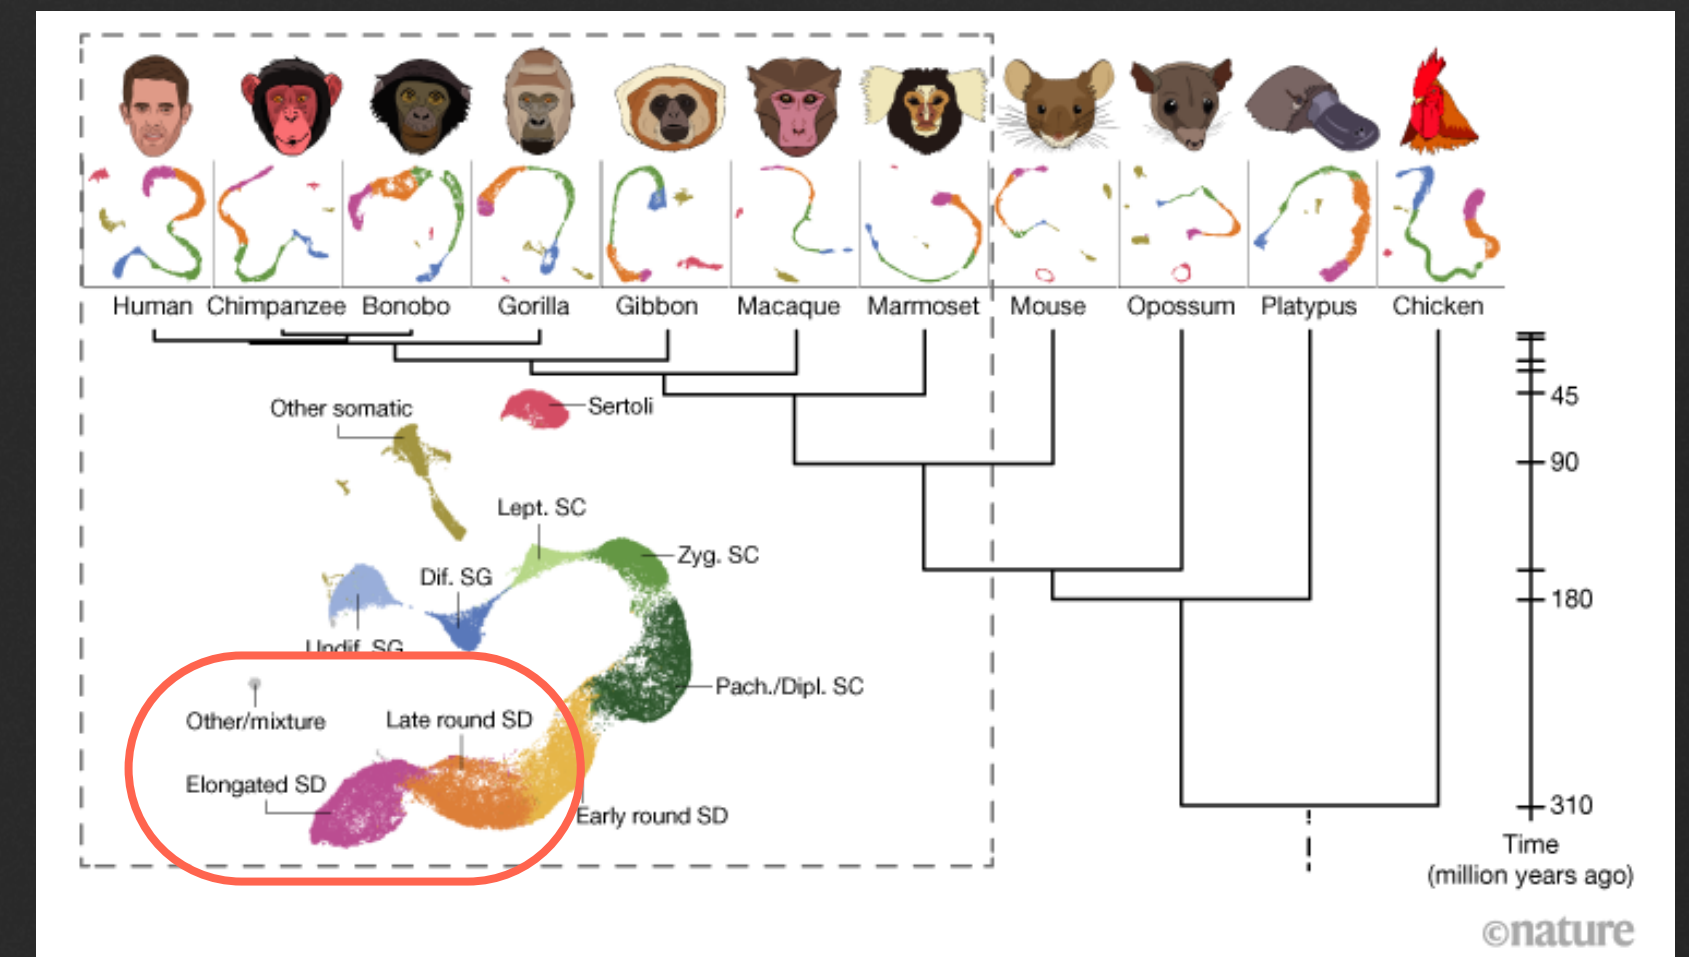 Human
Chimpanzee
Bonobo
Gorilla
Gibbon
Macaque
Marmoset
Mouse
Opossum
Platypus
Chicken
Other somatic
Sertoli
45
90
Lept. SC
Zyg. SC
Dif. SG
180
Undif. SG
Pach./Dipl. SC
Other/mixture
Late round SD
Elongated SD
Early round SD
310
Time
(million years ago)
©nature